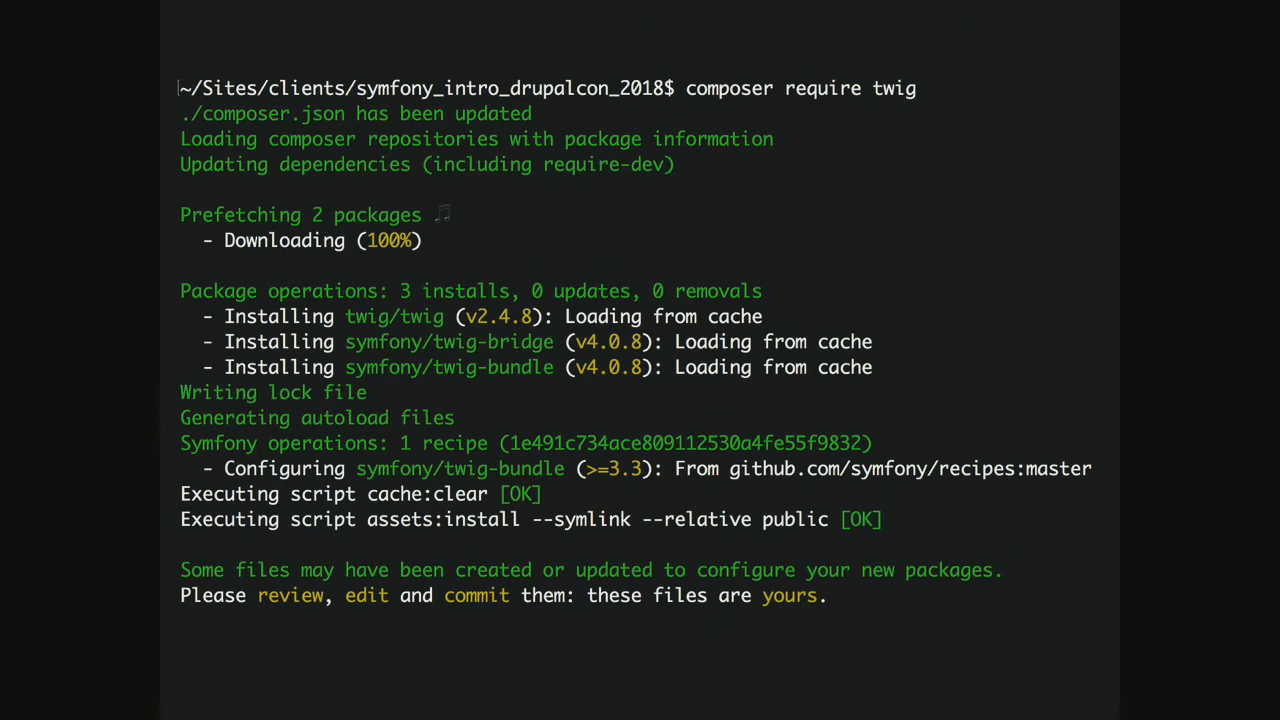 ~/Sites/clients/symfony_intro_drupalcon_2018$ composer require twig
./composer.json has been updated
Loading composer repositories with package information
Updating dependencies (including require-dev)
Prefetching 2 packages 🎵
- Downloading (100%)
Package operations: 3 installs, 0 updates, 0 removals
- Installing twig/twig (v2.4.8): Loading from cache
- Installing symfony/twig-bridge (v4.0.8): Loading from cache
- Installing symfony/twig-bundle (v4.0.8): Loading from cache
Writing lock file
Generating autoload files
Symfony operations: 1 recipe (1e491c734ace809112530a4fe55f9832)
- Configuring symfony/twig-bundle (>=3.3): From github.com/symfony/recipes:master
Executing script cache:clear [OK]
Executing script assets:install --symlink --relative public [OK]
Some files may have been created or updated to configure your new packages.
Please review, edit and commit them: these files are yours.